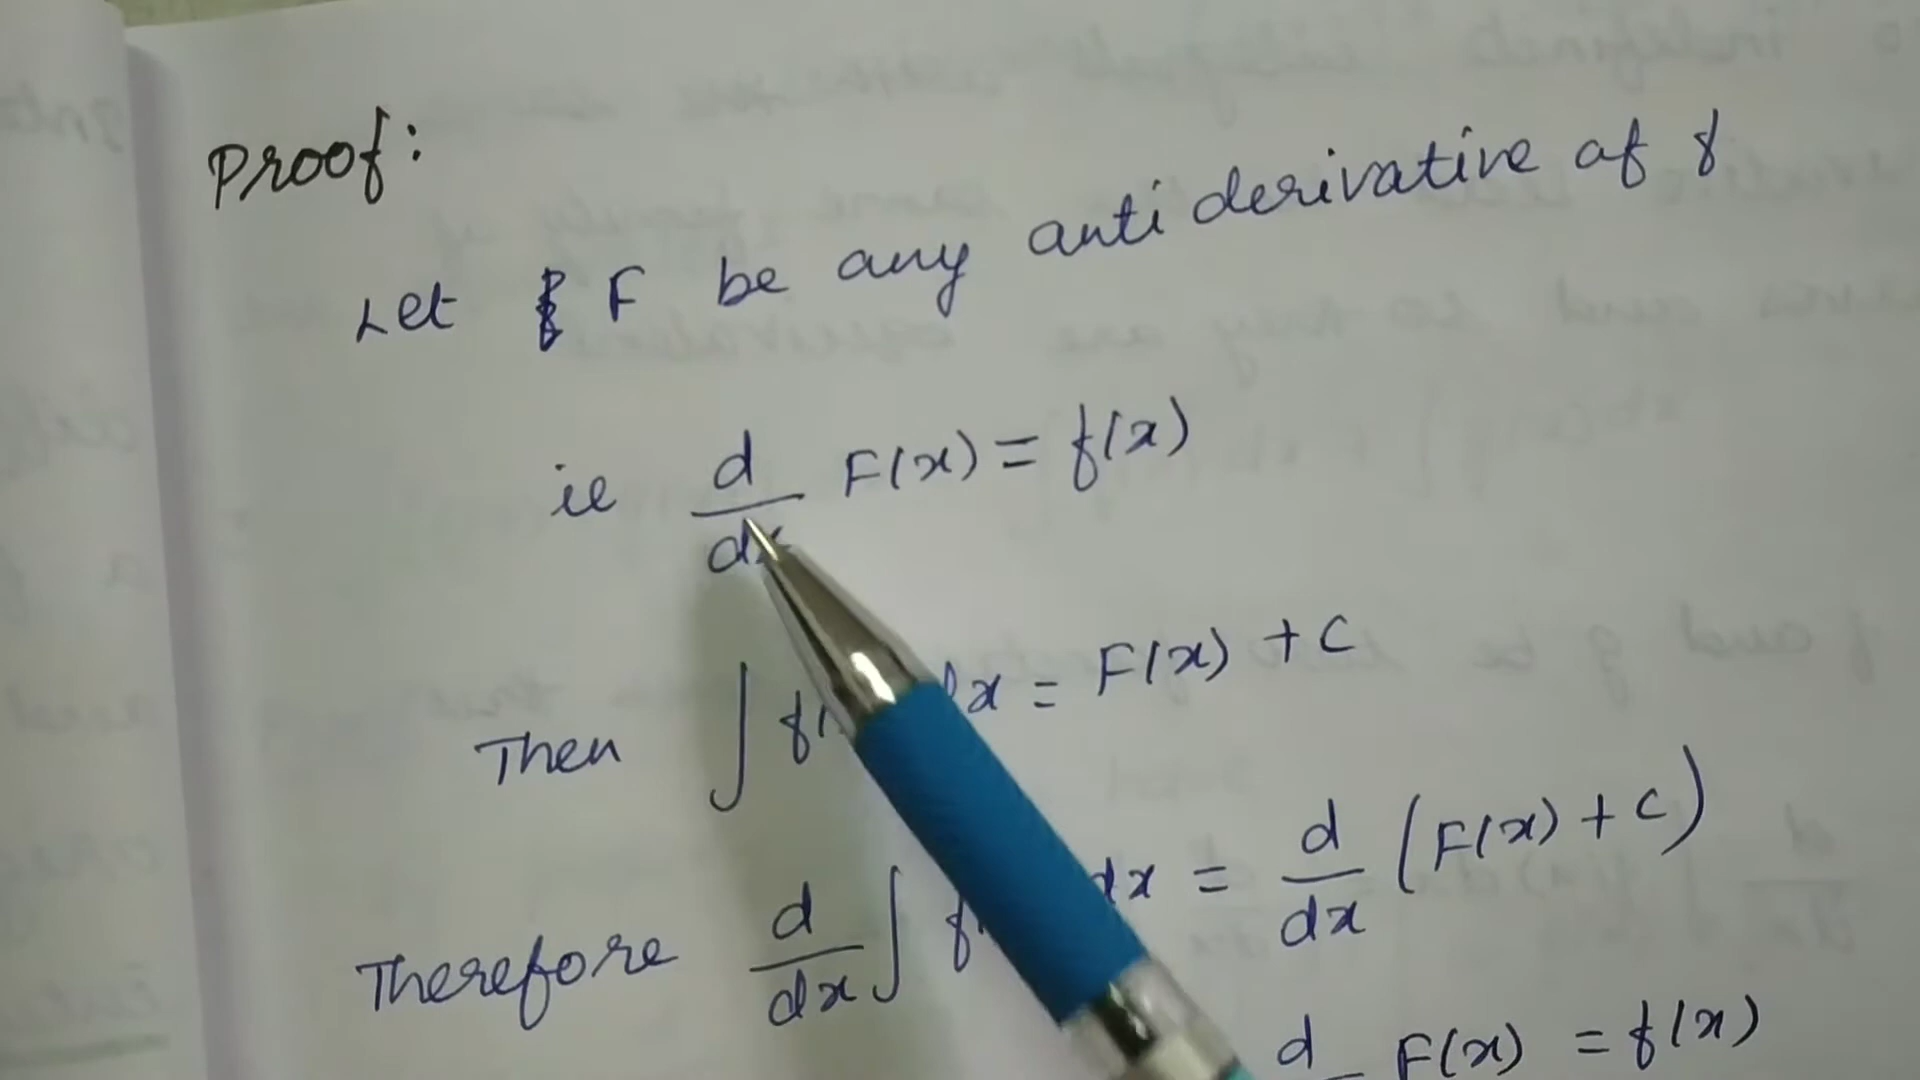 Proof:
Let F be any anti derivative of f
ie d/dx F(x) = f(x)
Then ∫ f( dx = F(x) + C
Therefore d/dx ∫ f dx = d/dx (F(x) + C)
d F(x) = f(x)